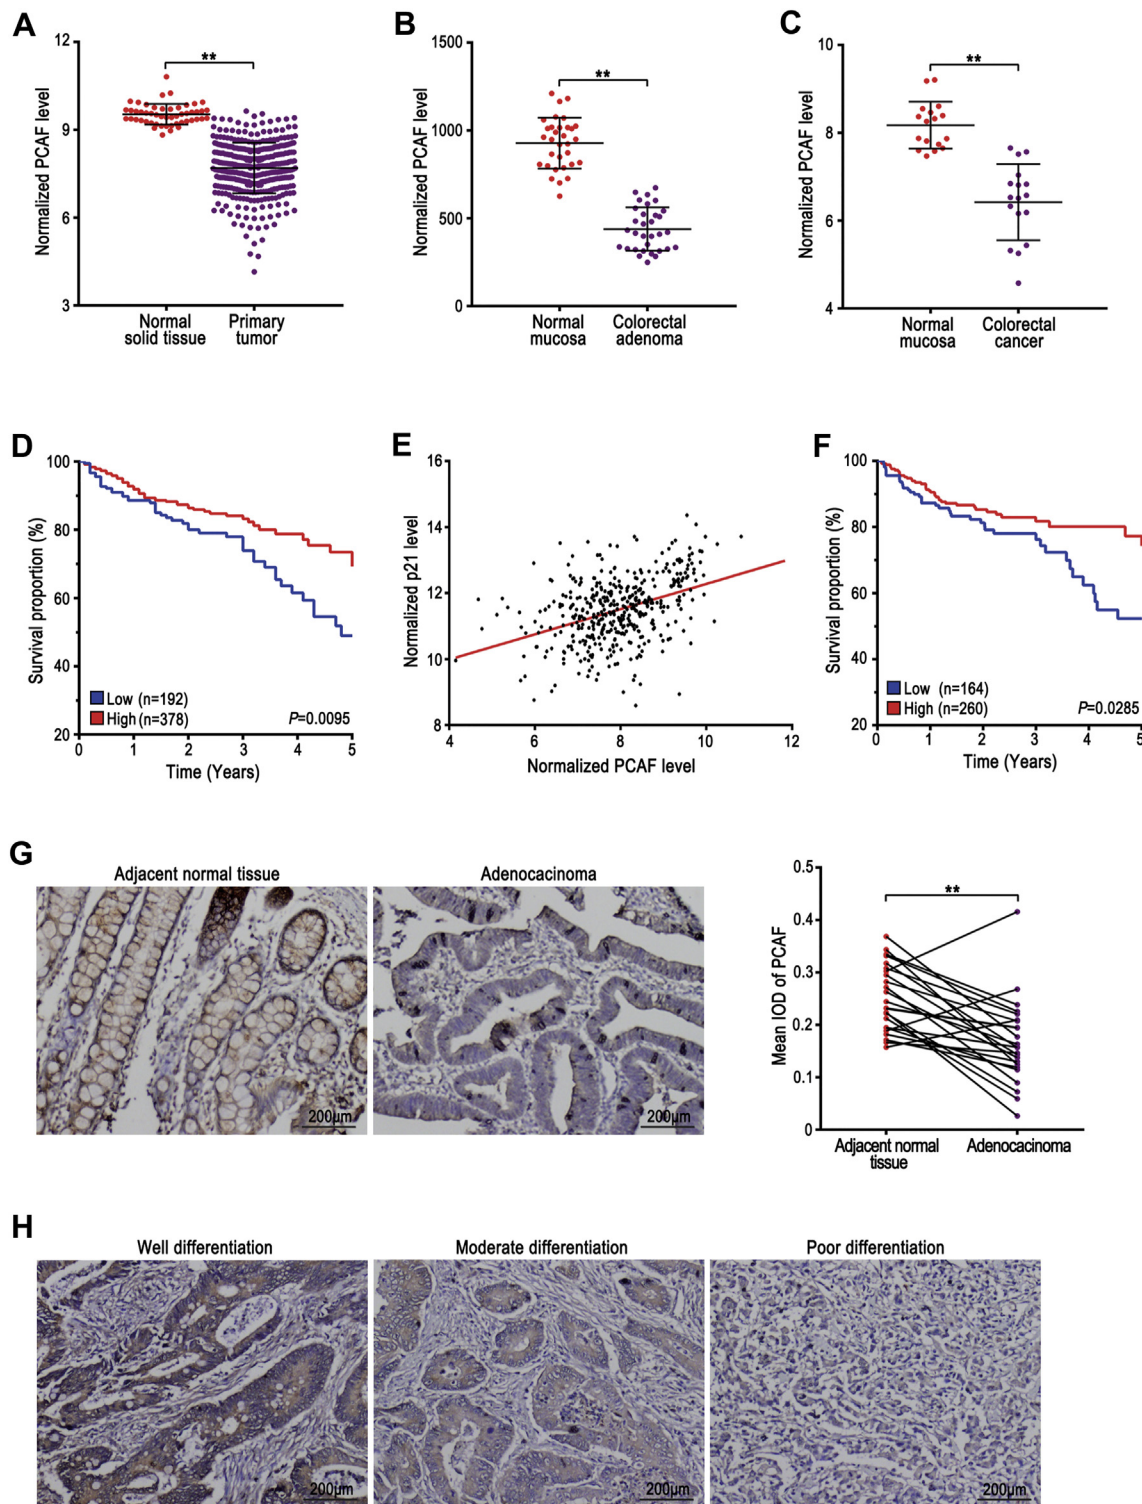 A
12
9
6
3
Normalized PCAF level
**
Normal
solid tissue
Primary
tumor
B
1500
1000
500
0
Normalized PCAF level
**
Normal
mucosa
Colorectal
adenoma
C
10
8
6
4
Normalized PCAF level
**
Normal
mucosa
Colorectal
cancer
D
100
80
60
40
20
Survival proportion (%)
Low (n=192)
High (n=378)
P=0.0095
0 1 2 3 4 5
Time (Years)
E
16
14
12
10
8
Normalized p21 level
4 6 8 10 12
Normalized PCAF level
F
100
80
60
40
20
Survival proportion (%)
Low (n=164)
High (n=260)
P=0.0285
0 1 2 3 4 5
Time (Years)
G
Adjacent normal tissue
200µm
Adenocacinoma
200µm
0.5
0.4
0.3
0.2
0.1
0
Mean IOD of PCAF
**
Adjacent normal
tissue
Adenocacinoma
H
Well differentiation
200µm
Moderate differentiation
200µm
Poor differentiation
200µm